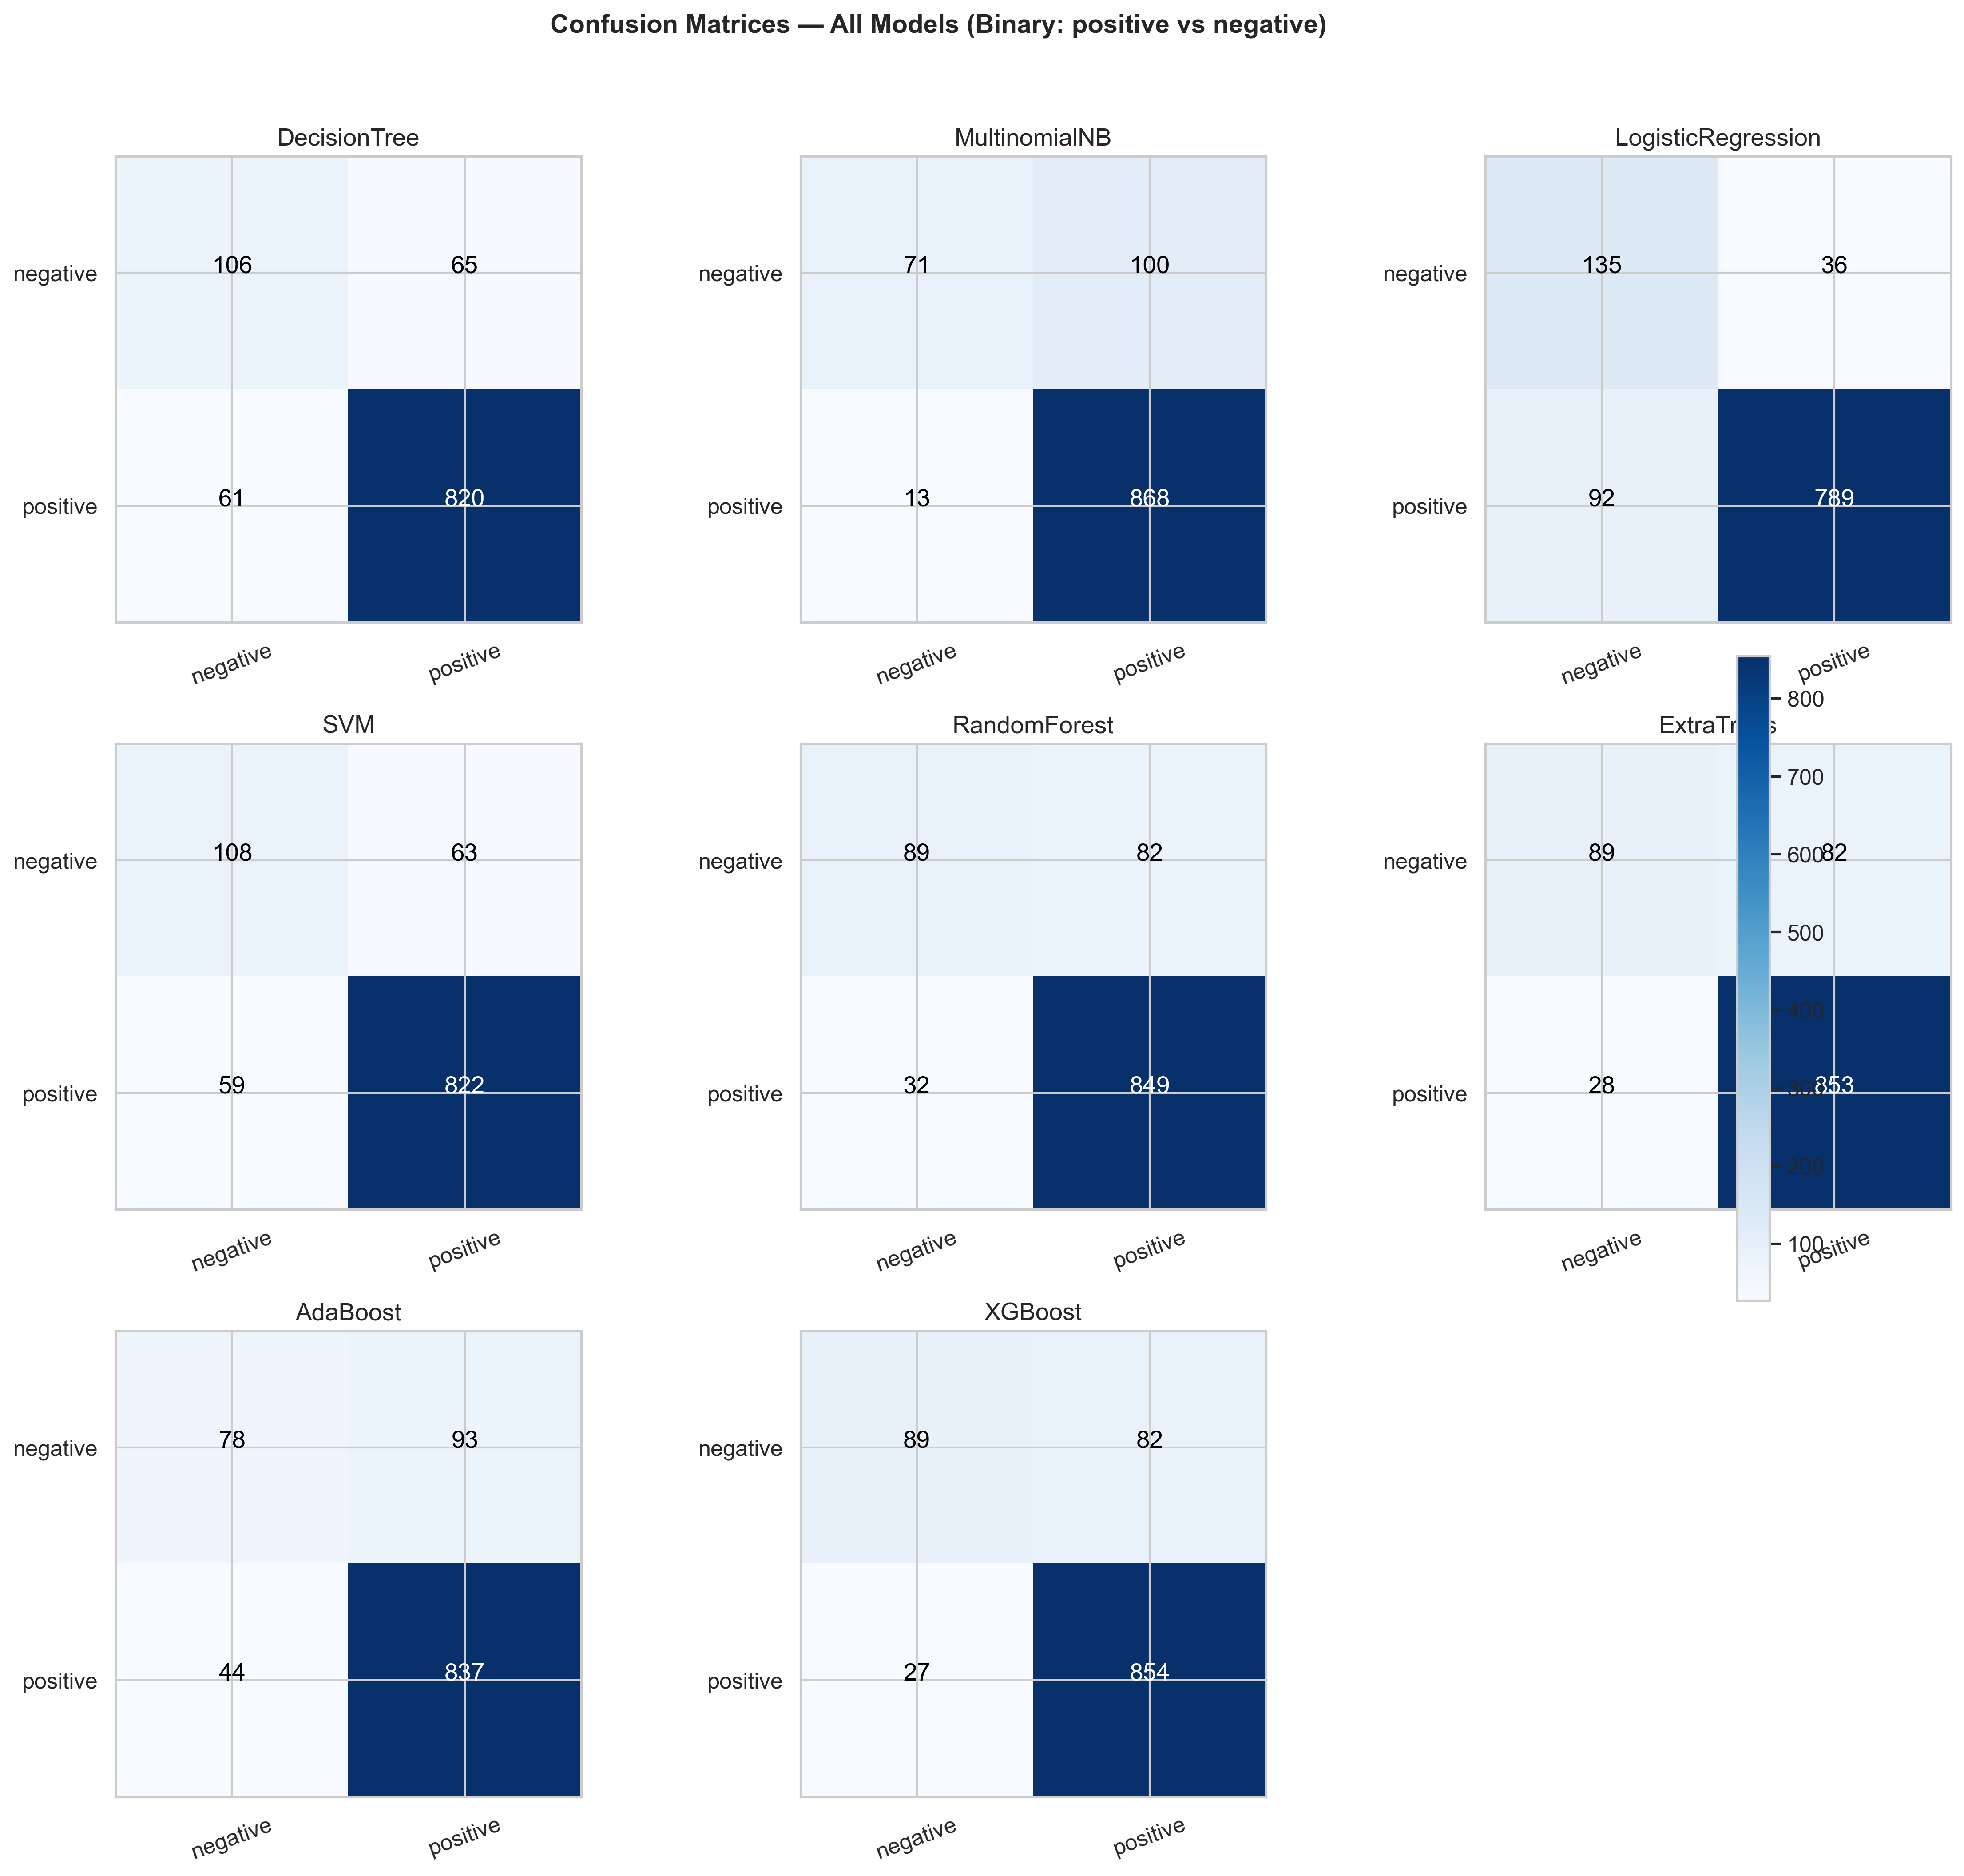 Confusion Matrices — All Models (Binary: positive vs negative)
DecisionTree
negative 106 65
positive 61 820
negative positive
MultinomialNB
negative 71 100
positive 13 868
negative positive
LogisticRegression
negative 135 36
positive 92 789
negative positive
SVM
negative 108 63
positive 59 822
negative positive
RandomForest
negative 89 82
positive 32 849
negative positive
ExtraTrees
negative 89 82
positive 28 853
negative positive
800
700
600
500
400
300
200
100
AdaBoost
negative 78 93
positive 44 837
negative positive
XGBoost
negative 89 82
positive 27 854
negative positive